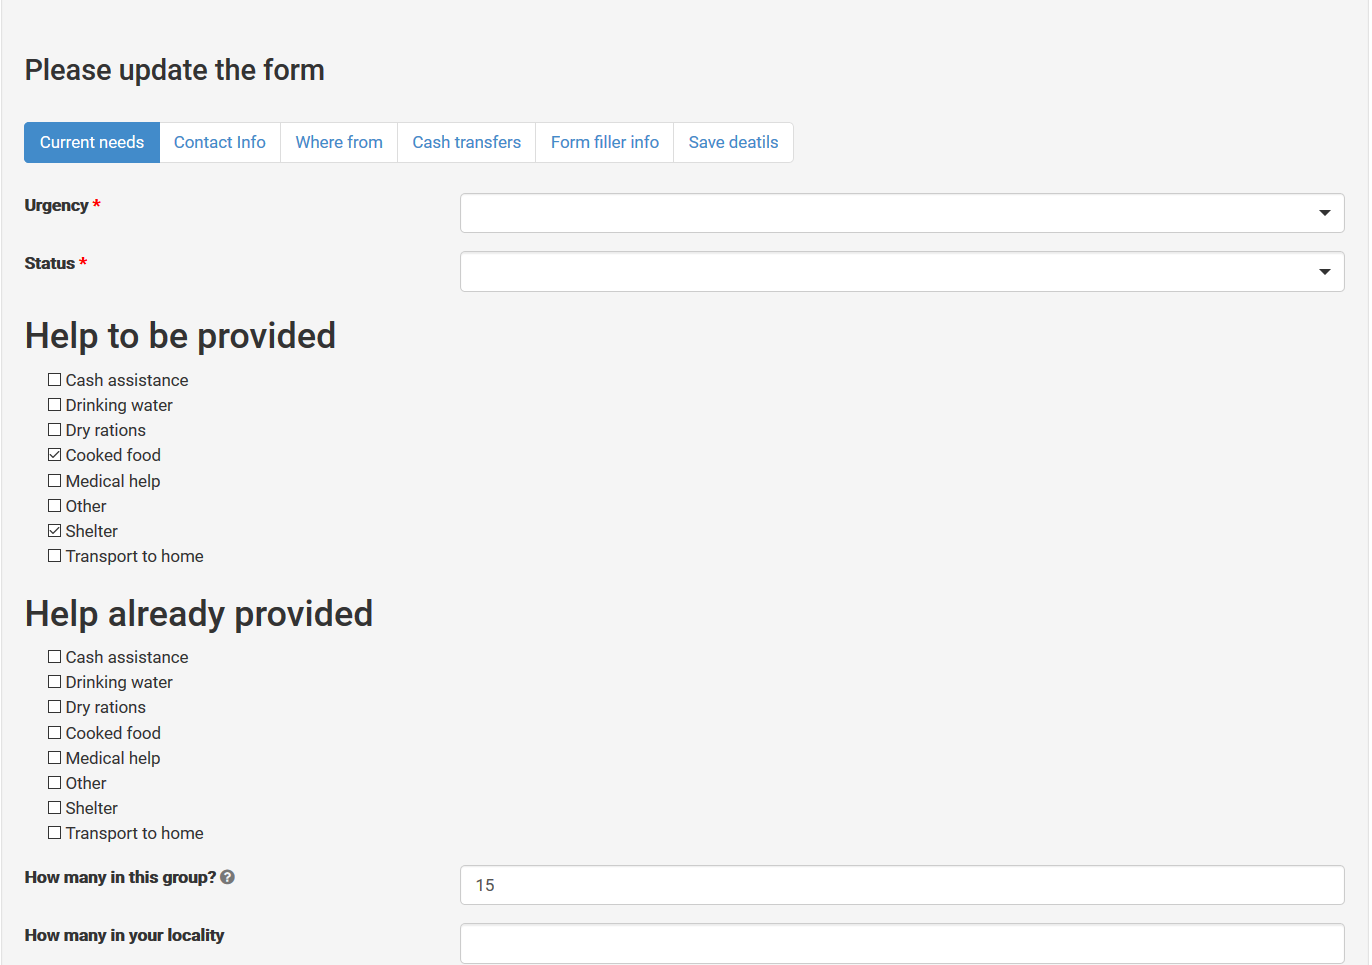 Please update the form
Current needs Contact Info Where from Cash transfers Form filler info Save deatils
Urgency *
Status *
Help to be provided
Cash assistance
Drinking water
Dry rations
Cooked food
Medical help
Other
Shelter
Transport to home
Help already provided
Cash assistance
Drinking water
Dry rations
Cooked food
Medical help
Other
Shelter
Transport to home
How many in this group? ? 15
How many in your locality